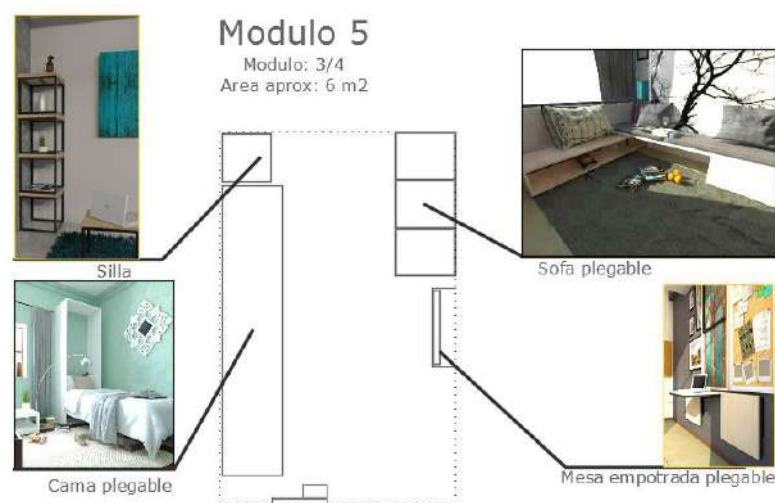 Modulo 5
Modulo: 3/4
Area aprox: 6 m2
Silla
Sofa plegable
Cama plegable
Mesa empotrada plegable